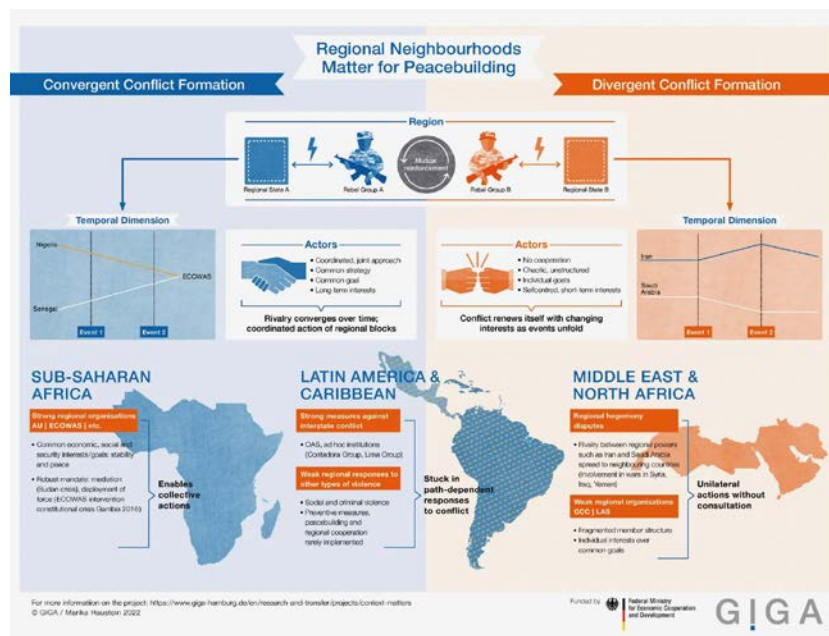 Regional Neighbourhoods
Matter for Peacebuilding
Convergent Conflict Formation
Divergent Conflict Formation
Region
Regional State A
Rebel Group A
Mutual
reinforcement
Rebel Group B
Regional State B
Temporal Dimension
Nigeria
Senegal
ECOWAS
Event 1
Event 2
Actors
• Coordinated, joint approach
• Common strategy
• Common goal
• Long-term interests
Rivalry converges over time;
coordinated action of regional blocks
Actors
• No cooperation
• Chaotic, unstructured
• Individual goals
• Selfcentred, short-term interests
Conflict renews itself with changing
interests as events unfold
Temporal Dimension
Iran
Saudi
Arabia
Event 1
Event 2
SUB-SAHARAN
AFRICA
Strong regional organisations
AU | ECOWAS | etc.
• Common economic, social and
security interests/goals: stability
and peace
• Robust mandate: mediation
(Sudan crisis), deployment of
force (ECOWAS intervention
constitutional crisis Gambia 2016)
Enables
collective
actions
LATIN AMERICA &
CARIBBEAN
Strong measures against
interstate conflict
• OAS, ad hoc institutions
(Contadora Group, Lima Group)
Weak regional responses to
other types of violence
• Social and criminal violence
• Preventive measures,
peacebuilding and
regional cooperation
rarely implemented
Stuck in
path-dependent
responses
to conflict
MIDDLE EAST &
NORTH AFRICA
Regional hegemony
disputes
• Rivalry between regional powers
such as Iran and Saudi Arabia
spread to neighbouring countries
(involvement in wars in Syria,
Iraq, Yemen)
Weak regional organisations
GCC | LAS
• Fragmented member structure
• Individual interests over
common goals
Unilateral
actions without
consultation
For more information on the project: https://www.giga-hamburg.de/en/research-and-transfer/projects/context-matters
© GIGA / Marike Haustein 2022
Funded by
Federal Ministry
for Economic Cooperation
and Development
GIGA